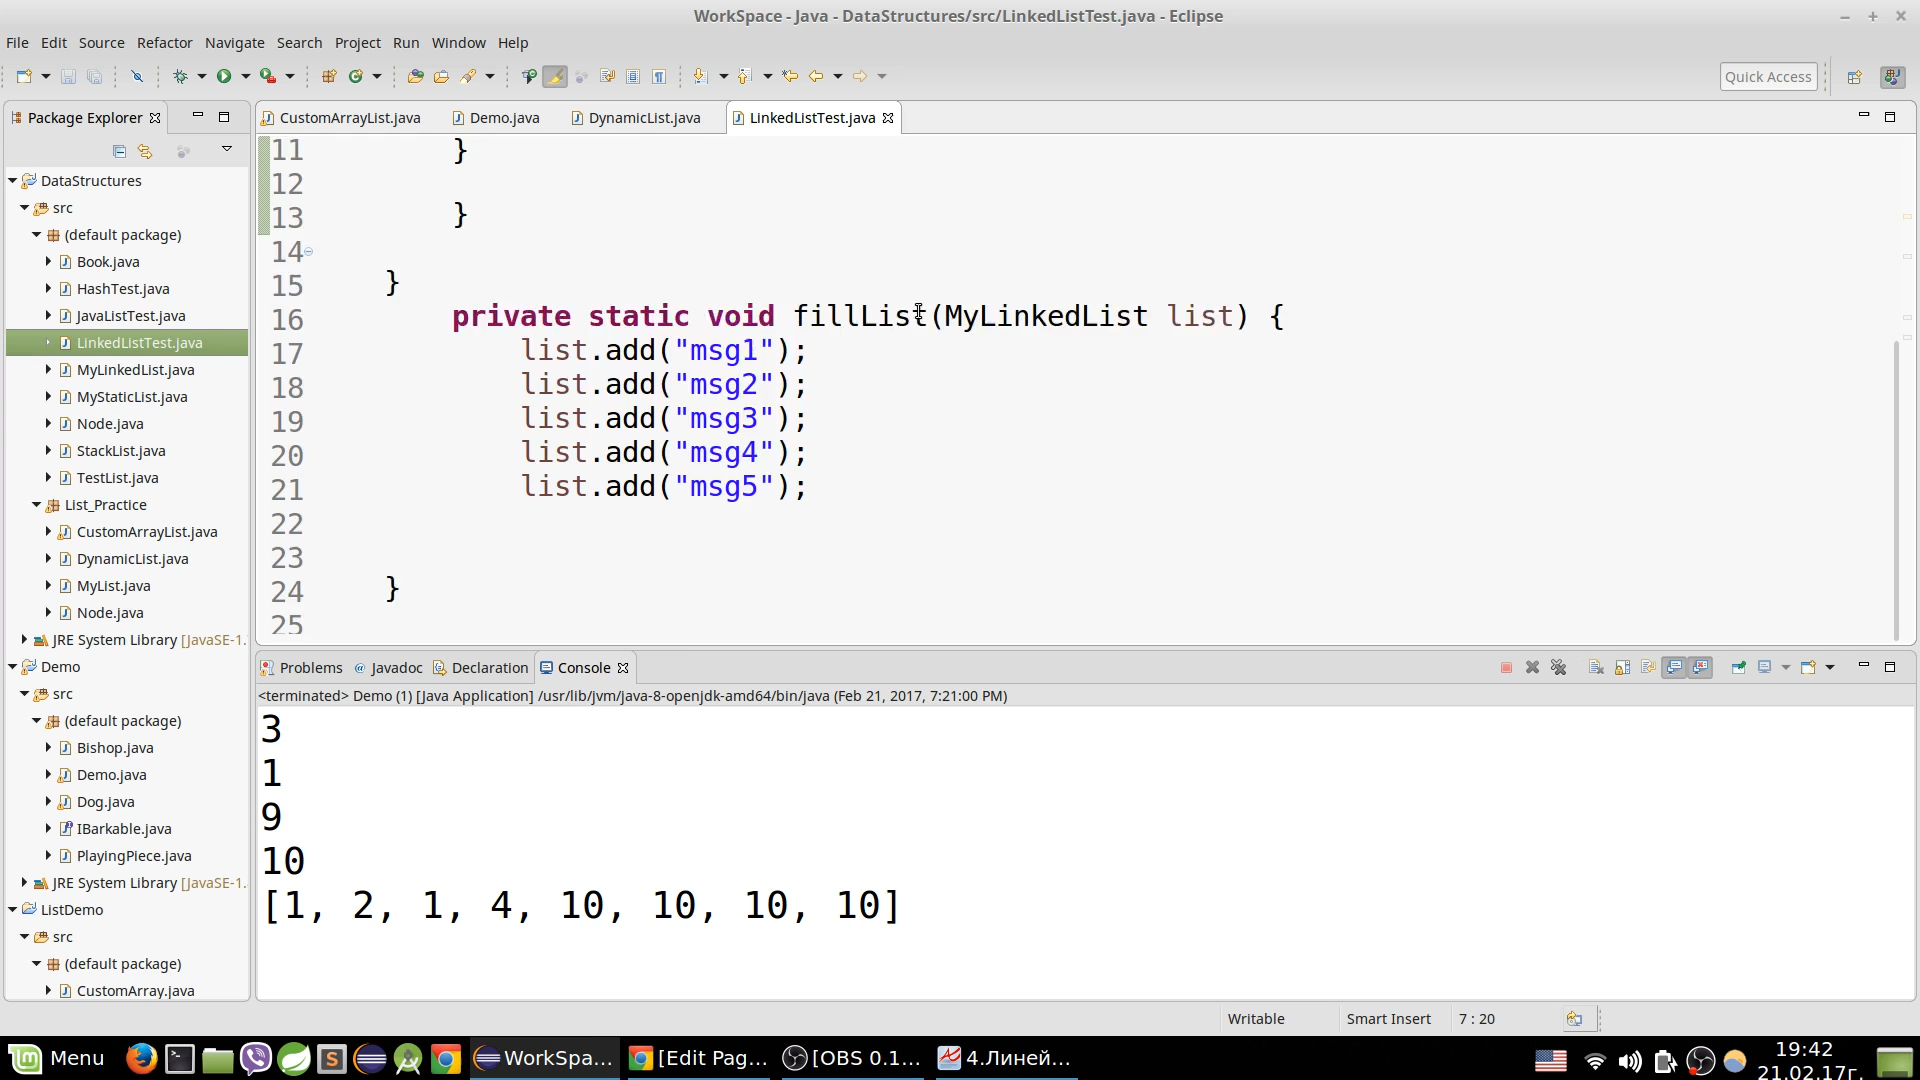 WorkSpace - Java - DataStructures/src/LinkedListTest.java - Eclipse
File Edit Source Refactor Navigate Search Project Run Window Help
Quick Access
Package Explorer
CustomArrayList.java Demo.java DynamicList.java LinkedListTest.java
DataStructures
src
(default package)
Book.java
HashTest.java
JavaListTest.java
LinkedListTest.java
MyLinkedList.java
MyStaticList.java
Node.java
StackList.java
TestList.java
List_Practice
CustomArrayList.java
DynamicList.java
MyList.java
Node.java
JRE System Library [JavaSE-1.
Demo
src
(default package)
Bishop.java
Demo.java
Dog.java
IBarkable.java
PlayingPiece.java
JRE System Library [JavaSE-1.
ListDemo
src
(default package)
CustomArray.java
11 }
12
13 }
14
15 }
16 private static void fillList(MyLinkedList list) {
17 list.add("msg1");
18 list.add("msg2");
19 list.add("msg3");
20 list.add("msg4");
21 list.add("msg5");
22
23
24 }
25
Problems @ Javadoc Declaration Console
<terminated> Demo (1) [Java Application] /usr/lib/jvm/java-8-openjdk-amd64/bin/java (Feb 21, 2017, 7:21:00 PM)
3
1
9
10
[1, 2, 1, 4, 10, 10, 10, 10]
Writable Smart Insert 7 : 20
Menu WorkSpa... [Edit Pag... [OBS 0.1... 4.Линей... 19:42
21.02.17г.